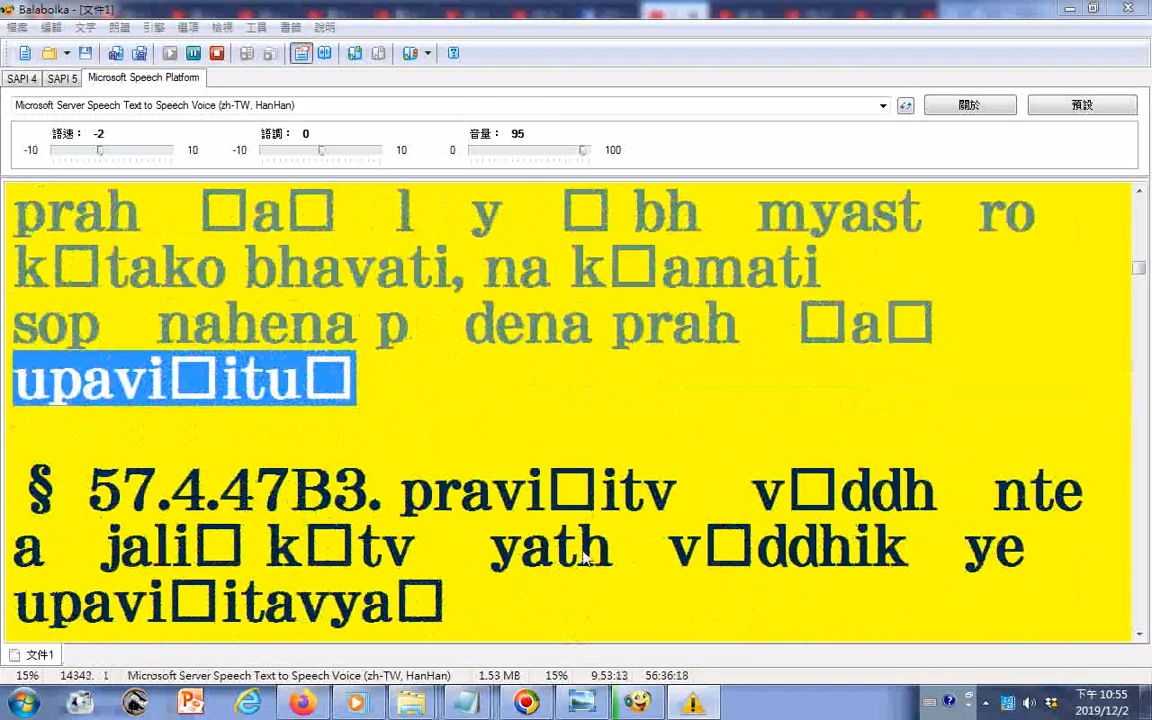 Balabolka - [文件1]
檔案 編輯 文字 朗讀 引擎 選項 檢視 工具 書籤 說明
SAPI 4 SAPI 5 Microsoft Speech Platform
Microsoft Server Speech Text to Speech Voice (zh-TW, HanHan) 關於 預設
語速： -2 語調： 0 音量： 95
-10 10 -10 10 0 100
prah □a□ l y □ bh myast ro
k□tako bhavati, na k□amati
sop nahena p dena prah □a□
upavi□itu□
§ 57.4.47B3. pravi□itv v□ddh nte
a jali□ k□tv yath v□ddhik ye
upavi□itavya□
文件1
15% 14342. 1 Microsoft Server Speech Text to Speech Voice (zh-TW, HanHan) 1.53 MB 15% 9:53:13 56:36:18
下午 10:55
2019/12/2